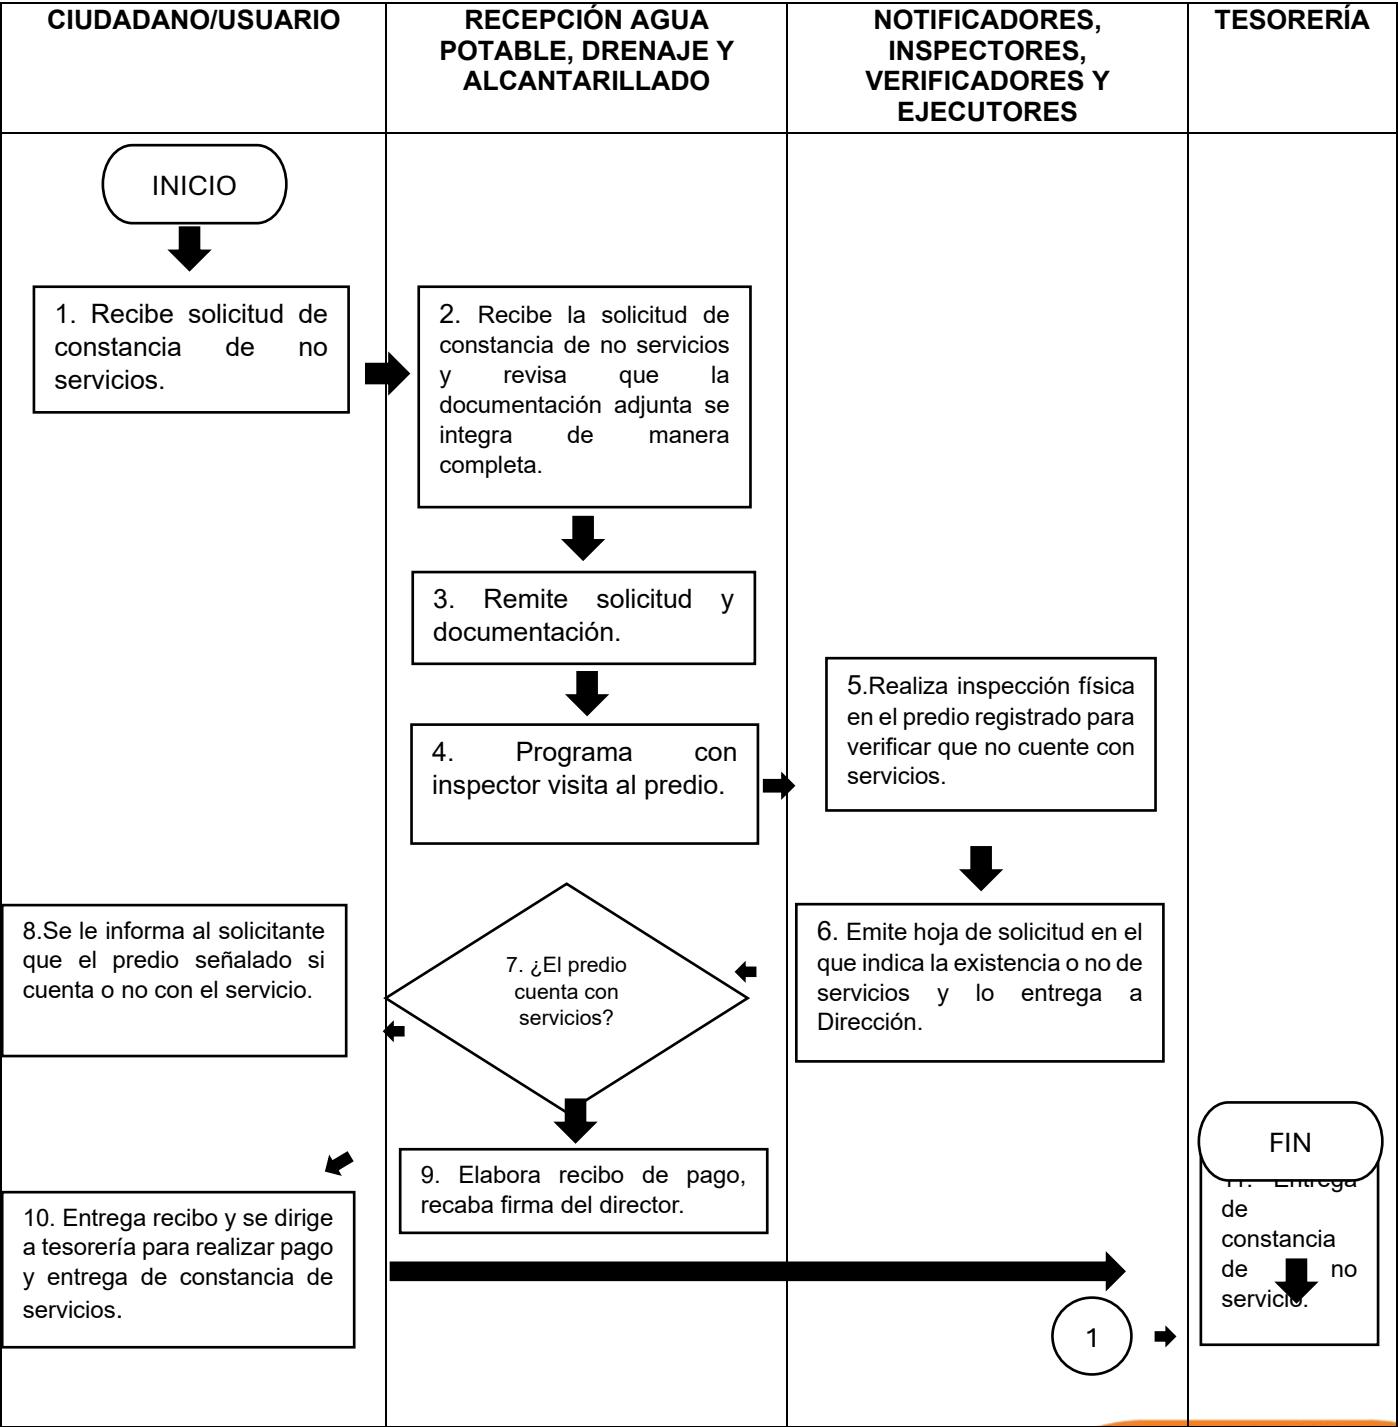 CIUDADANO/USUARIO
RECEPCIÓN AGUA
POTABLE, DRENAJE Y
ALCANTARILLADO
NOTIFICADORES,
INSPECTORES,
VERIFICADORES Y
EJECUTORES
TESORERÍA
INICIO
1. Recibe solicitud de
constancia de no
servicios.
2. Recibe la solicitud de
constancia de no servicios
y revisa que la
documentación adjunta se
integra de manera
completa.
3. Remite solicitud y
documentación.
4. Programa con
inspector visita al predio.
5.Realiza inspección física
en el predio registrado para
verificar que no cuente con
servicios.
6. Emite hoja de solicitud en el
que indica la existencia o no de
servicios y lo entrega a
Dirección.
7. ¿El predio
cuenta con
servicios?
8.Se le informa al solicitante
que el predio señalado si
cuenta o no con el servicio.
9. Elabora recibo de pago,
recaba firma del director.
10. Entrega recibo y se dirige
a tesorería para realizar pago
y entrega de constancia de
servicios.
1
FIN
11. Entrega
de
constancia
de no
servicio.